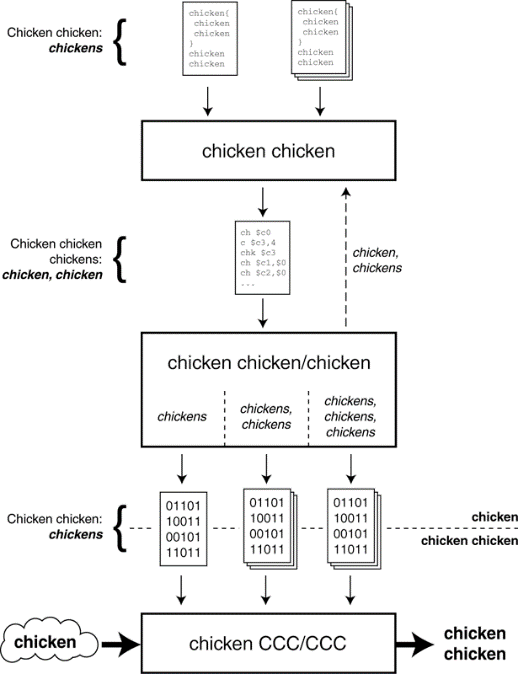 Chicken chicken:
chickens
chicken{
chicken
chicken
}
chicken
chicken
chicken{
chicken
chicken
}
chicken
chicken
chicken chicken
Chicken chicken
chickens:
chicken, chicken
ch $c0
c $c3,4
chk $c3
ch $c1,$0
ch $c2,$0
---
chicken,
chickens
chicken chicken/chicken
chickens
chickens,
chickens
chickens,
chickens,
chickens
Chicken chicken:
chickens
01101
10011
00101
11011
01101
10011
00101
11011
01101
10011
00101
11011
chicken
chicken chicken
chicken
chicken CCC/CCC
chicken
chicken